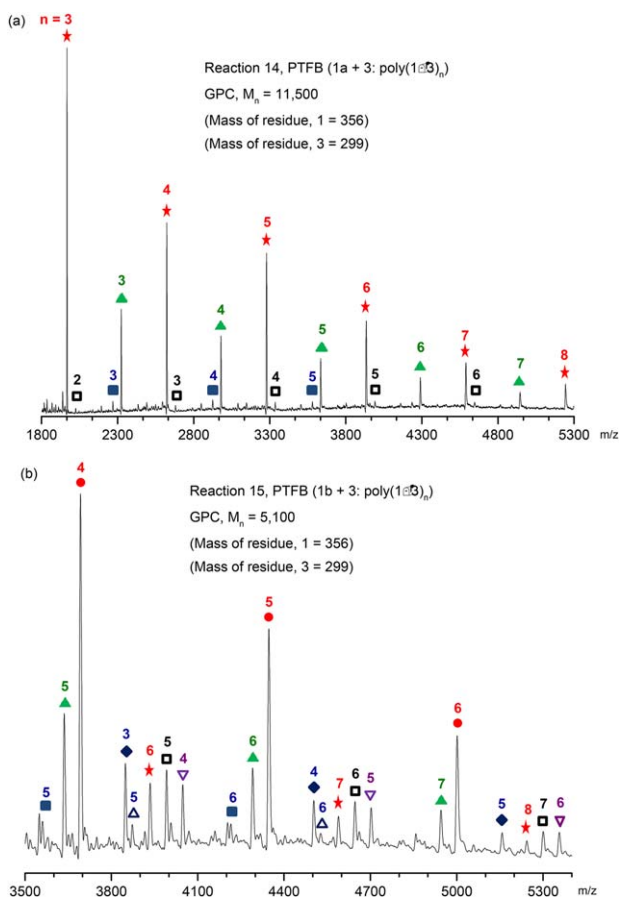 (a)
n = 3
Reaction 14, PTFB (1a + 3: poly(1 3)n)
GPC, Mn = 11,500
(Mass of residue, 1 = 356)
(Mass of residue, 3 = 299)
4
5
3
4
6
5
7
6
8
7
2 3 3 4 4 5 5 6
1800 2300 2800 3300 3800 4300 4800 5300 m/z
(b)
4
Reaction 15, PTFB (1b + 3: poly(1 3)n)
GPC, Mn = 5,100
(Mass of residue, 1 = 356)
(Mass of residue, 3 = 299)
5
6
5
3 6 5 4
6
4 7 6 5
7
5 5 6 6 5 8 7 6
3500 3800 4100 4400 4700 5000 5300 m/z